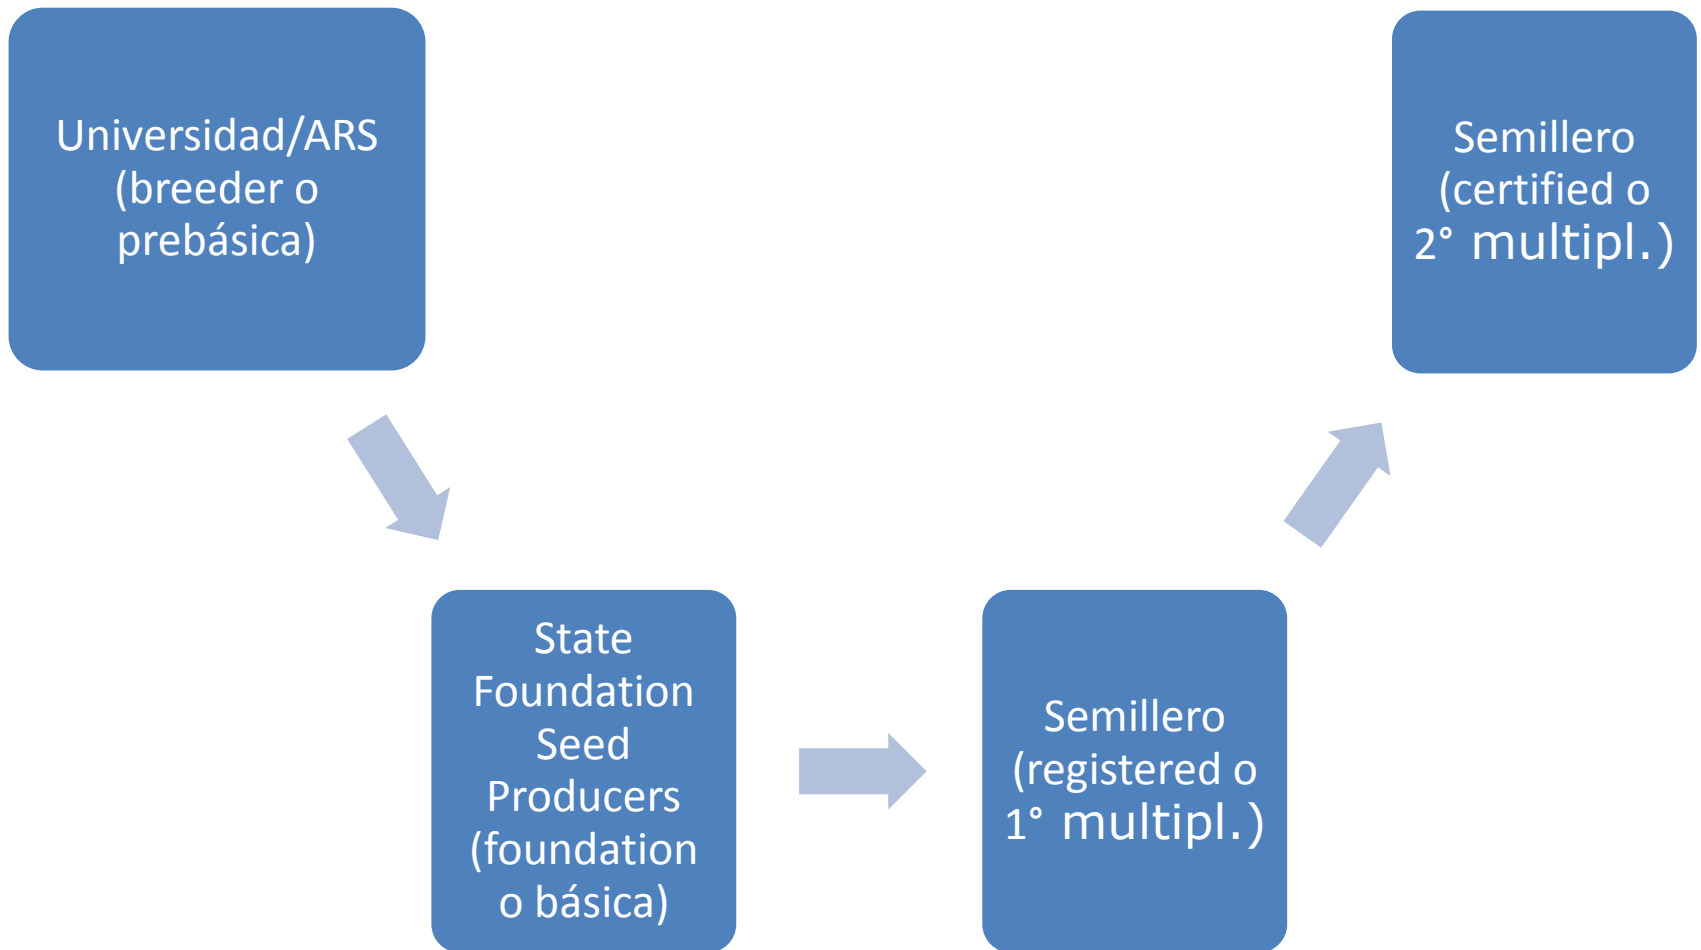 Universidad/ARS
(breeder o
prebásica)
State
Foundation
Seed
Producers
(foundation
o básica)
Semillero
(registered o
1° multipl.)
Semillero
(certified o
2° multipl.)